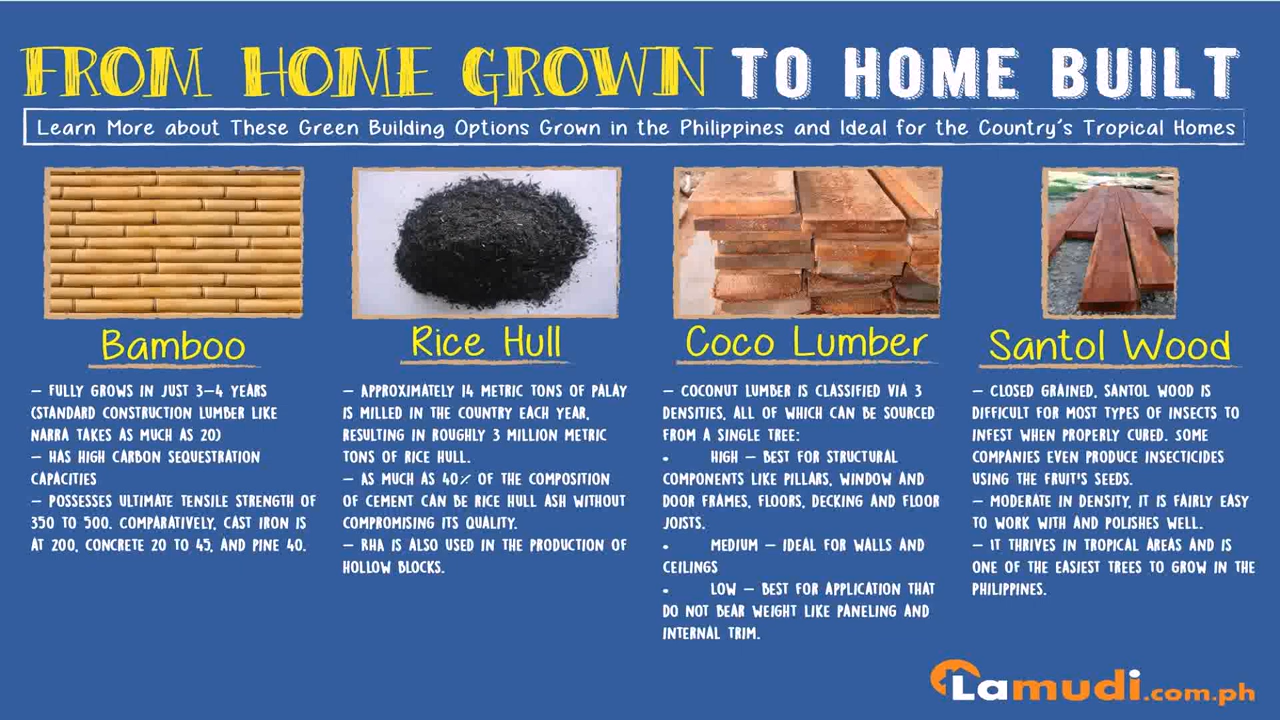 FROM HOME GROWN TO HOME BUILT
Learn More about These Green Building Options Grown in the Philippines and Ideal for the Country's Tropical Homes
Bamboo
— FULLY GROWS IN JUST 3–4 YEARS
(STANDARD CONSTRUCTION LUMBER LIKE
NARRA TAKES AS MUCH AS 20)
— HAS HIGH CARBON SEQUESTRATION
CAPACITIES
— POSSESSES ULTIMATE TENSILE STRENGTH OF
350 TO 500. COMPARATIVELY, CAST IRON IS
AT 200, CONCRETE 20 TO 45, AND PINE 40.
Rice Hull
— APPROXIMATELY 14 METRIC TONS OF PALAY
IS MILLED IN THE COUNTRY EACH YEAR,
RESULTING IN ROUGHLY 3 MILLION METRIC
TONS OF RICE HULL.
— AS MUCH AS 40% OF THE COMPOSITION
OF CEMENT CAN BE RICE HULL ASH WITHOUT
COMPROMISING ITS QUALITY.
— RHA IS ALSO USED IN THE PRODUCTION OF
HOLLOW BLOCKS.
Coco Lumber
— COCONUT LUMBER IS CLASSIFIED VIA 3
DENSITIES, ALL OF WHICH CAN BE SOURCED
FROM A SINGLE TREE:
• HIGH — BEST FOR STRUCTURAL
COMPONENTS LIKE PILLARS, WINDOW AND
DOOR FRAMES, FLOORS, DECKING AND FLOOR
JOISTS.
• MEDIUM — IDEAL FOR WALLS AND
CEILINGS
• LOW — BEST FOR APPLICATION THAT
DO NOT BEAR WEIGHT LIKE PANELING AND
INTERNAL TRIM.
Santol Wood
— CLOSED GRAINED, SANTOL WOOD IS
DIFFICULT FOR MOST TYPES OF INSECTS TO
INFEST WHEN PROPERLY CURED. SOME
COMPANIES EVEN PRODUCE INSECTICIDES
USING THE FRUIT'S SEEDS.
— MODERATE IN DENSITY, IT IS FAIRLY EASY
TO WORK WITH AND POLISHES WELL.
— IT THRIVES IN TROPICAL AREAS AND IS
ONE OF THE EASIEST TREES TO GROW IN THE
PHILIPPINES.
Lamudi.com.ph